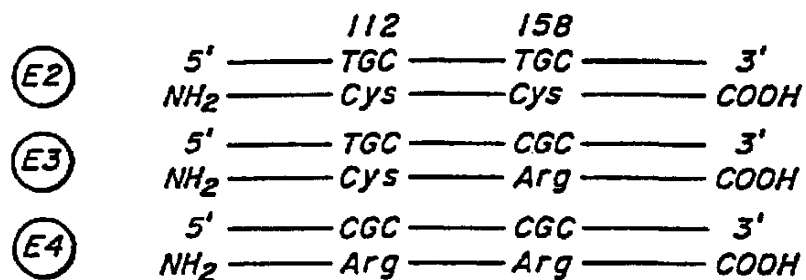 112 158
E2 5' TGC TGC 3'
NH2 Cys Cys COOH
E3 5' TGC CGC 3'
NH2 Cys Arg COOH
E4 5' CGC CGC 3'
NH2 Arg Arg COOH